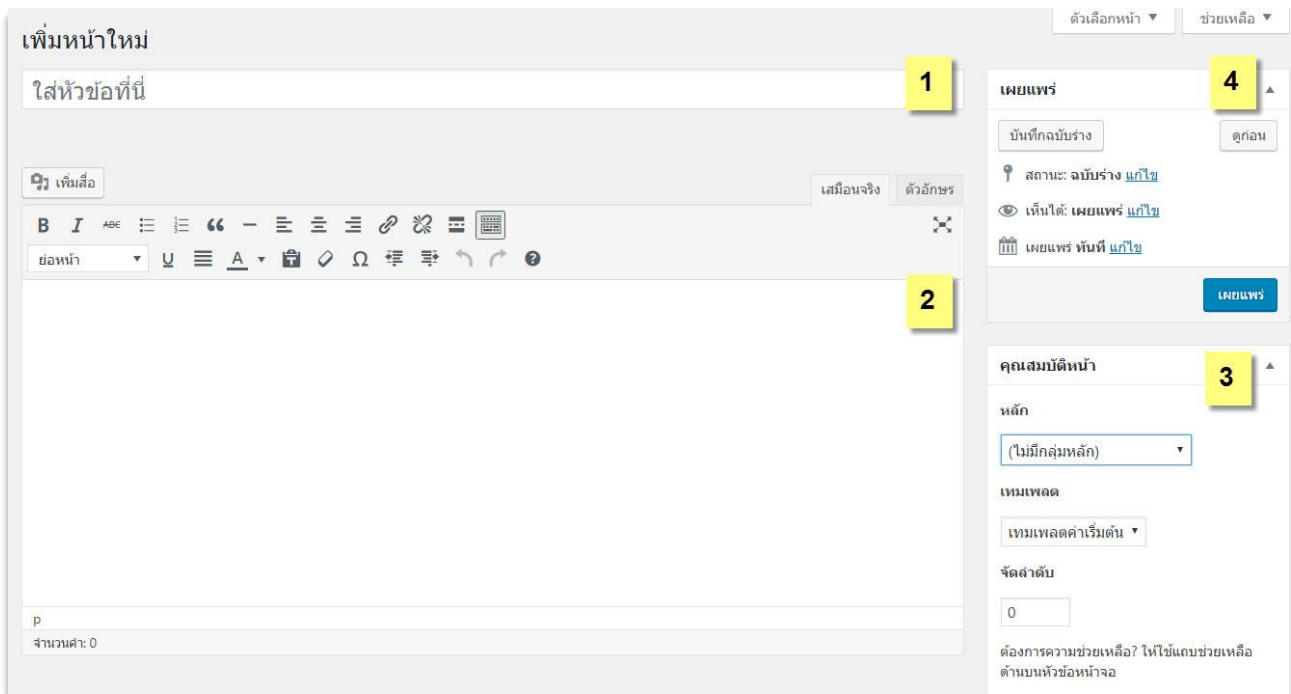 ตัวเลือกหน้า ▼ ช่วยเหลือ ▼
เพิ่มหน้าใหม่
ใส่หัวข้อที่นี่ 1
เพิ่มสื่อ
เสมือนจริง ตัวอักษร
B I ABC
ย่อหน้า U A Ω
2
p
จำนวนคำ: 0
เผยแพร่ 4
บันทึกฉบับร่าง ดูก่อน
สถานะ: ฉบับร่าง แก้ไข
เห็นได้: เผยแพร่ แก้ไข
เผยแพร่ ทันที แก้ไข
เผยแพร่
คุณสมบัติหน้า 3
หลัก
(ไม่มีกลุ่มหลัก)
เทมเพลต
เทมเพลตค่าเริ่มต้น
จัดลำดับ
0
ต้องการความช่วยเหลือ? ให้ใช้แถบช่วยเหลือ
ด้านบนหัวข้อหน้าจอ